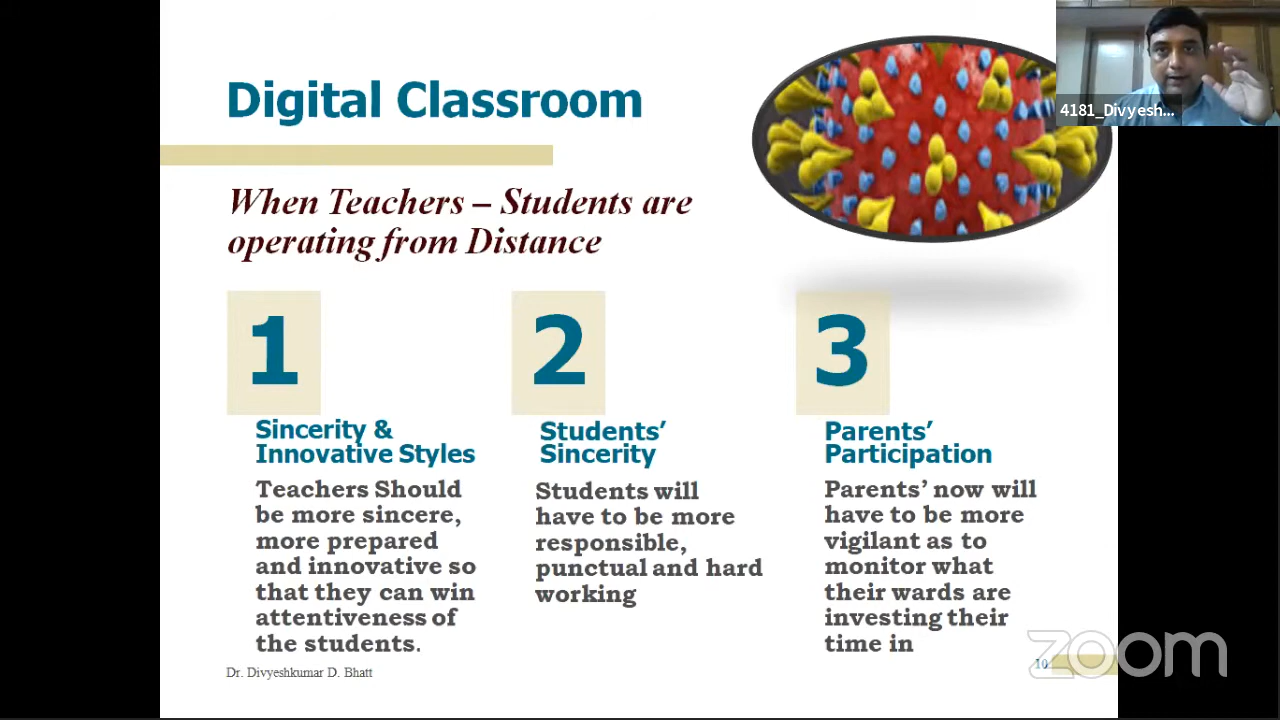 Digital Classroom
4181_Divyesh...
When Teachers – Students are
operating from Distance
1
Sincerity &
Innovative Styles
Teachers Should
be more sincere,
more prepared
and innovative so
that they can win
attentiveness of
the students.
2
Students’
Sincerity
Students will
have to be more
responsible,
punctual and hard
working
3
Parents’
Participation
Parents’ now will
have to be more
vigilant as to
monitor what
their wards are
investing their
time in
Dr. Divyeshkumar D. Bhatt
10
zoom